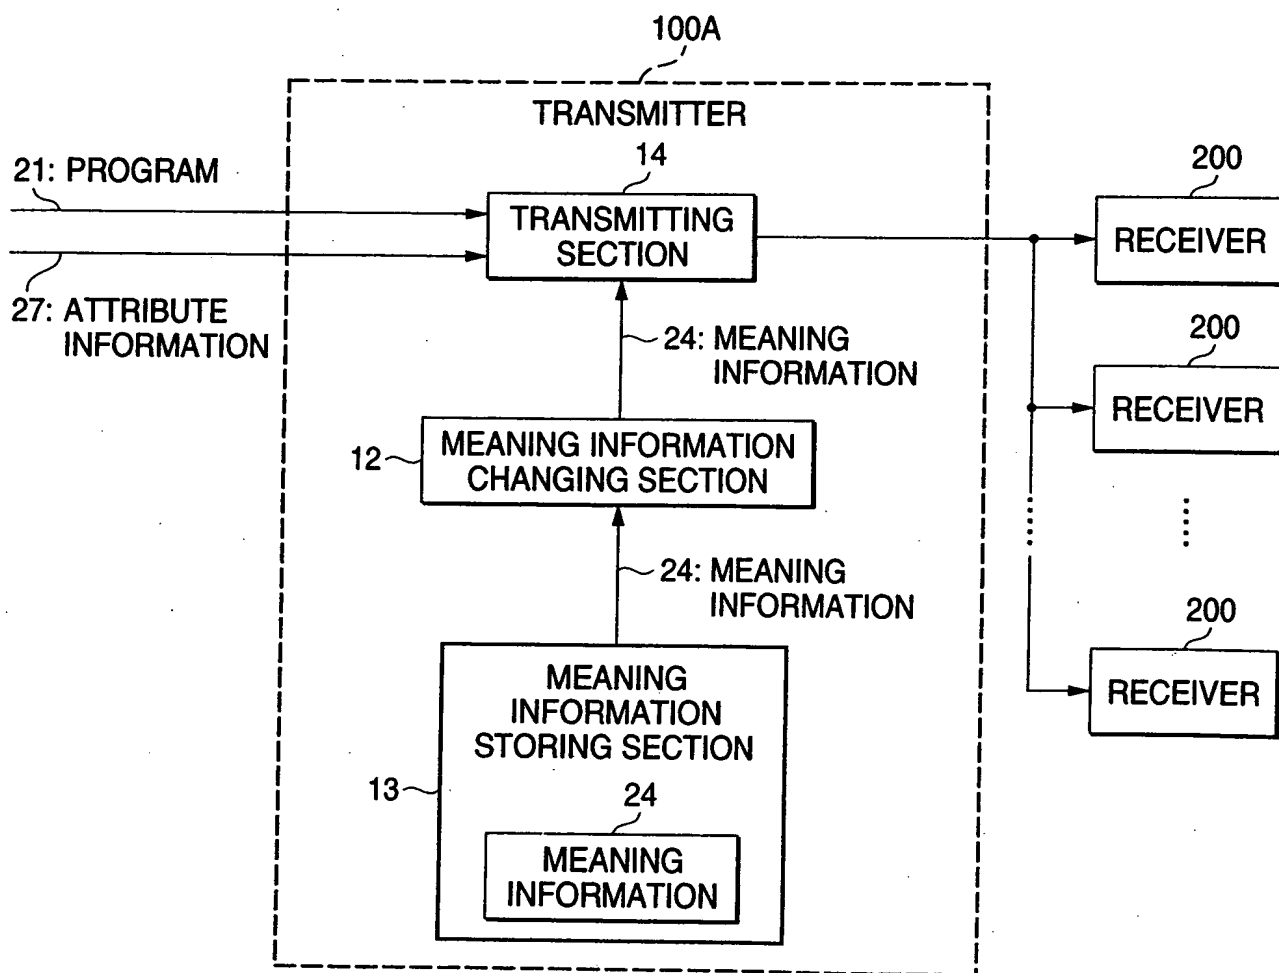 100A
TRANSMITTER
21: PROGRAM
14
200
TRANSMITTING
SECTION
RECEIVER
27: ATTRIBUTE
INFORMATION
24: MEANING
INFORMATION
200
RECEIVER
12
MEANING INFORMATION
CHANGING SECTION
24: MEANING
INFORMATION
200
RECEIVER
MEANING
INFORMATION
STORING SECTION
13
24
MEANING
INFORMATION